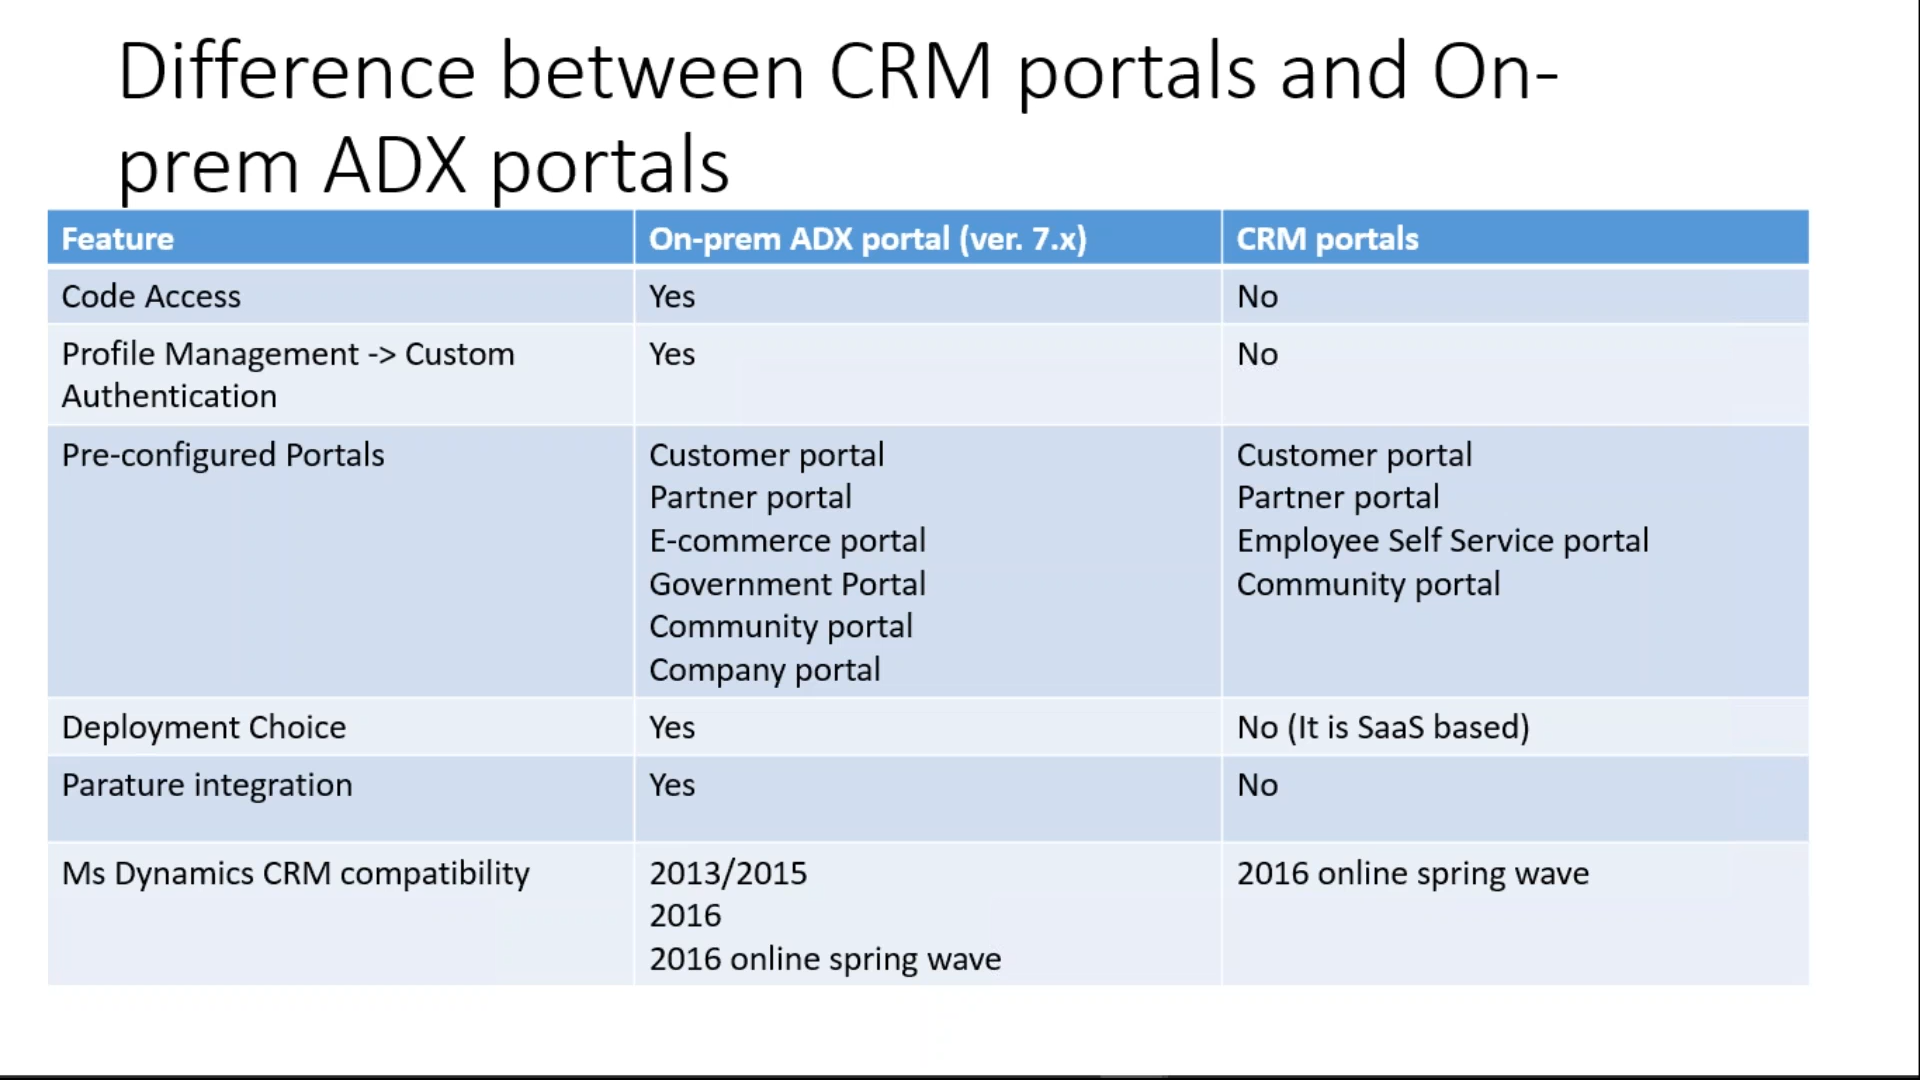 Difference between CRM portals and On-
prem ADX portals
Feature
On-prem ADX portal (ver. 7.x)
CRM portals
Code Access
Yes
No
Profile Management -> Custom
Authentication
Yes
No
Pre-configured Portals
Customer portal
Partner portal
E-commerce portal
Government Portal
Community portal
Company portal
Customer portal
Partner portal
Employee Self Service portal
Community portal
Deployment Choice
Yes
No (It is SaaS based)
Parature integration
Yes
No
Ms Dynamics CRM compatibility
2013/2015
2016
2016 online spring wave
2016 online spring wave